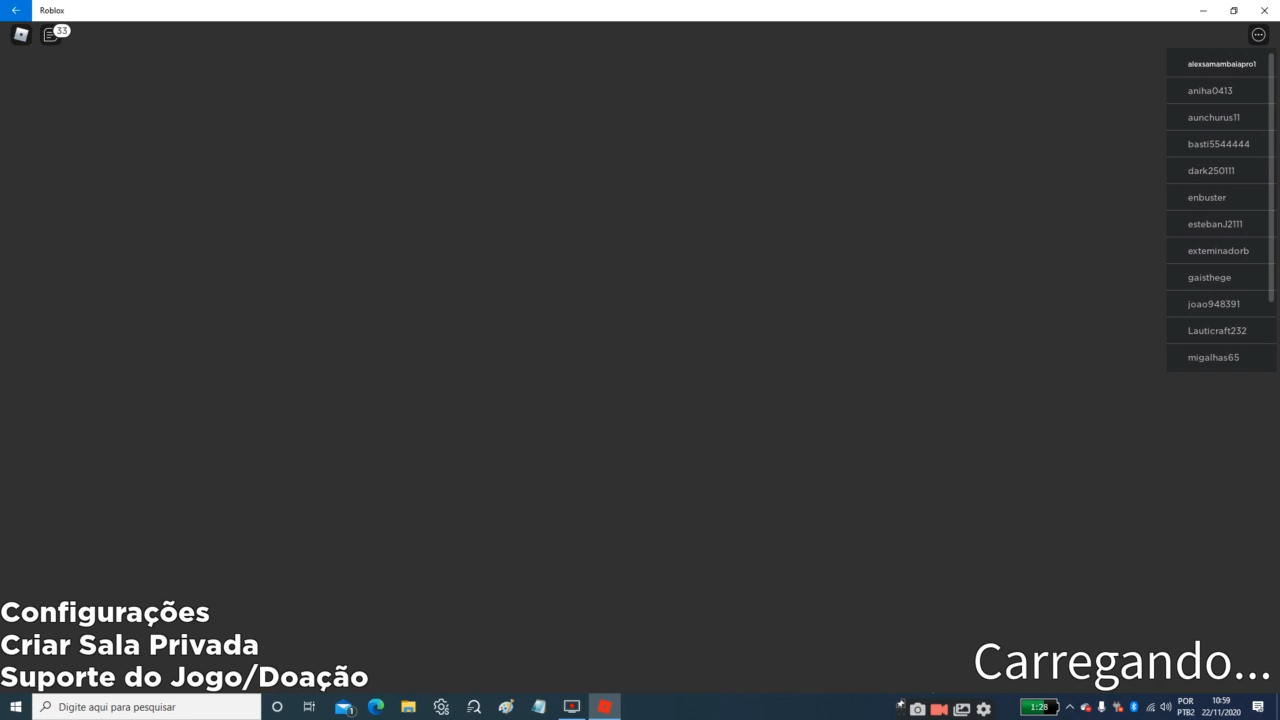 Roblox
33
alexsamambaiapro1
aniha0413
aunchurus11
basti5544444
dark250111
enbuster
estebanJ2111
exteminadorb
gaisthege
joao948391
Lauticraft232
migalhas65
Configurações
Criar Sala Privada
Suporte do Jogo/Doação
Carregando...
Digite aqui para pesquisar
1:28
POR
PTB2
10:59
22/11/2020